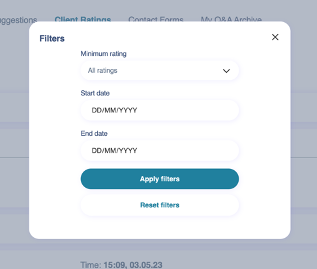 Client Ratings
Contact Forms
My Q&A Archive
Filters
Minimum rating
All ratings
Start date
DD/MM/YYYY
End date
DD/MM/YYYY
Apply filters
Reset filters
Time: 15:09, 03.05.23